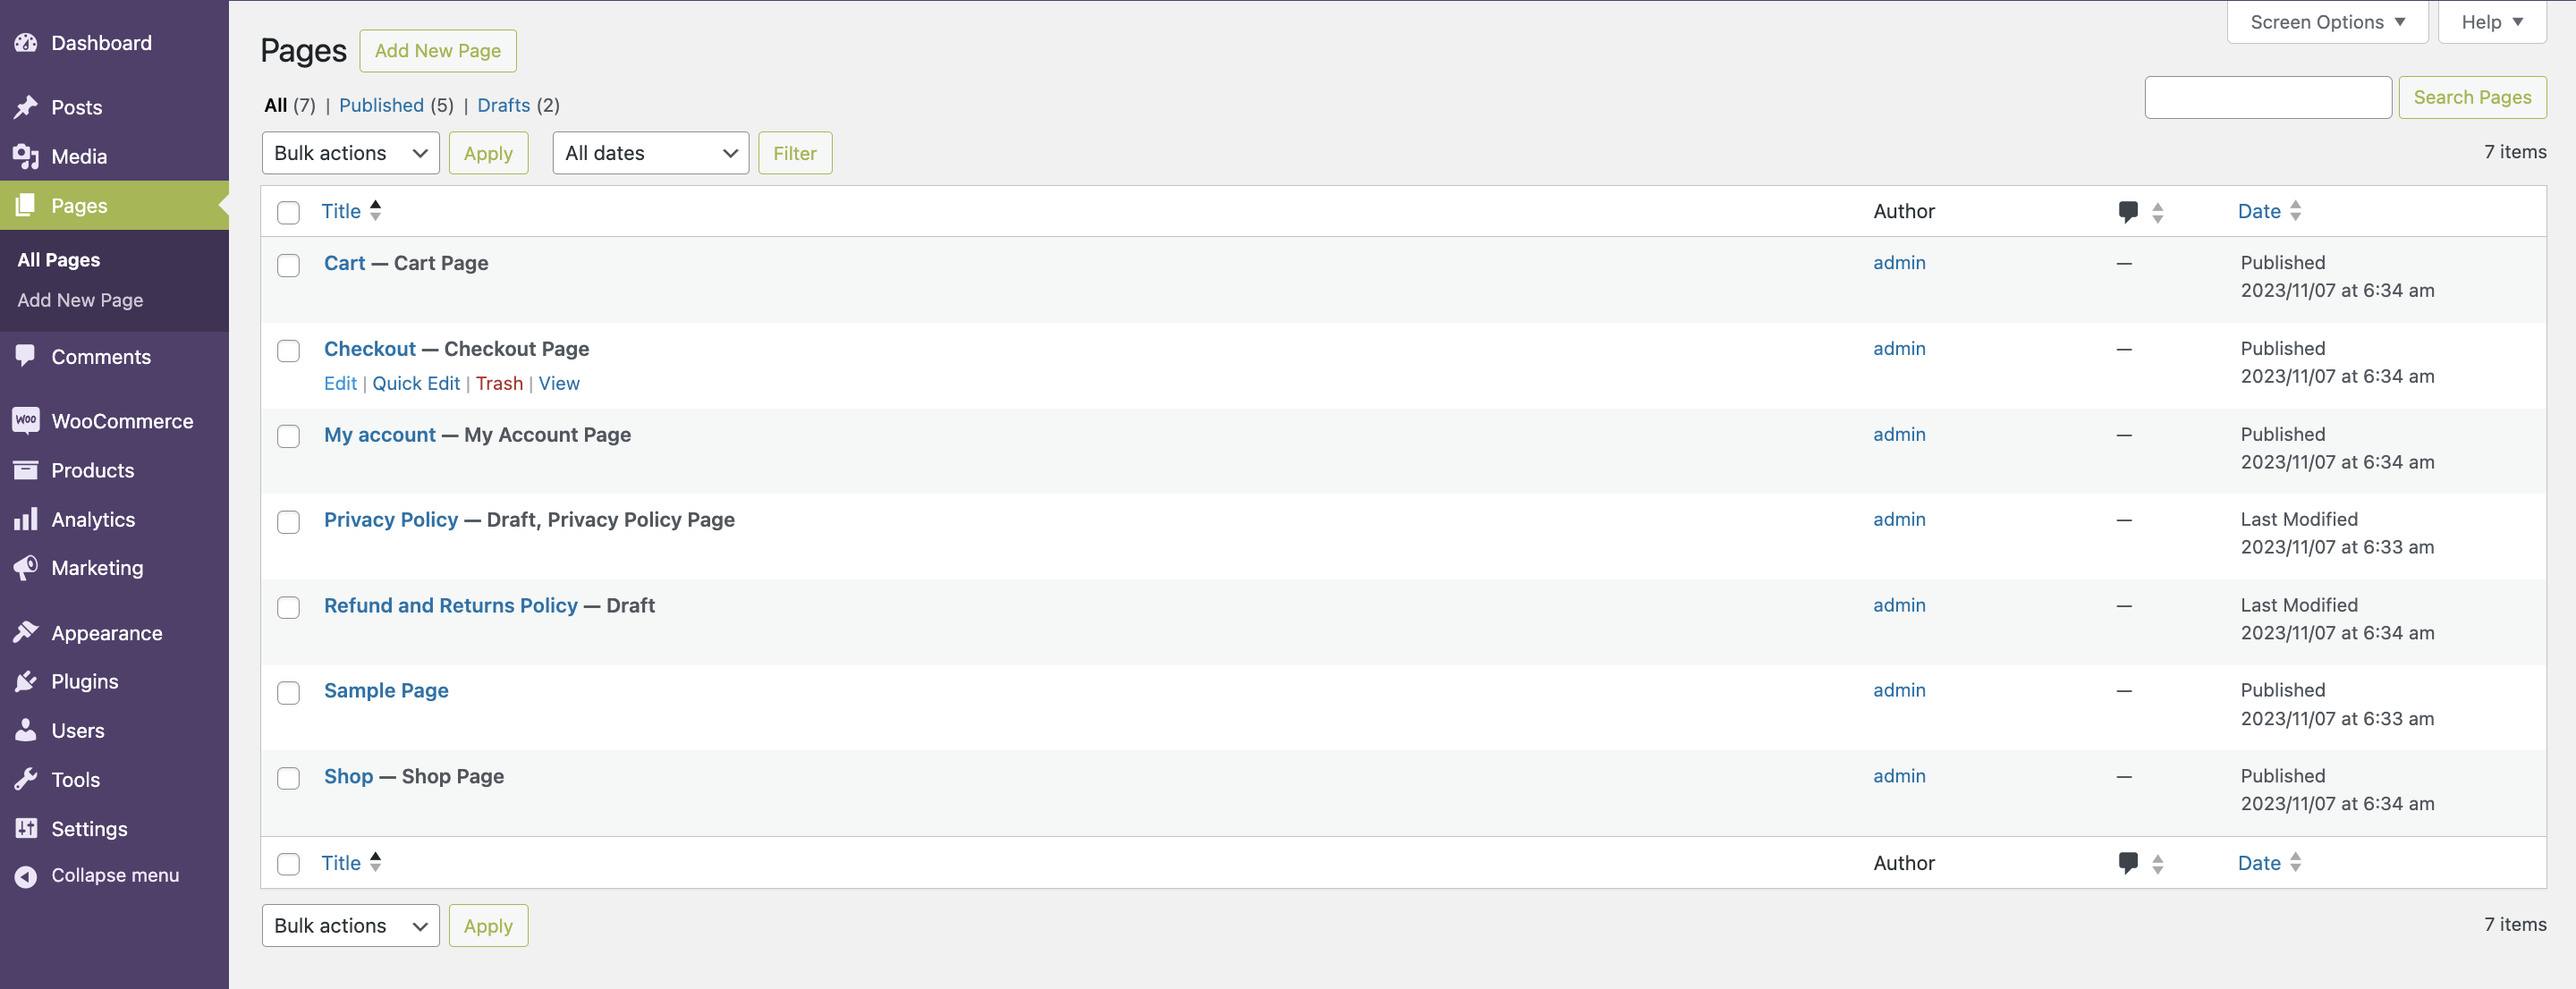 Dashboard
Posts
Media
Pages
All Pages
Add New Page
Comments
woo WooCommerce
Products
Analytics
Marketing
Appearance
Plugins
Users
Tools
Settings
Collapse menu
Screen Options Help
Pages Add New Page
All (7) | Published (5) | Drafts (2)
Search Pages
Bulk actions Apply All dates Filter 7 items
Title Author Date
Cart — Cart Page admin — Published
2023/11/07 at 6:34 am
Checkout — Checkout Page admin — Published
2023/11/07 at 6:34 am
Edit | Quick Edit | Trash | View
My account — My Account Page admin — Published
2023/11/07 at 6:34 am
Privacy Policy — Draft, Privacy Policy Page admin — Last Modified
2023/11/07 at 6:33 am
Refund and Returns Policy — Draft admin — Last Modified
2023/11/07 at 6:34 am
Sample Page admin — Published
2023/11/07 at 6:33 am
Shop — Shop Page admin — Published
2023/11/07 at 6:34 am
Title Author Date
Bulk actions Apply 7 items